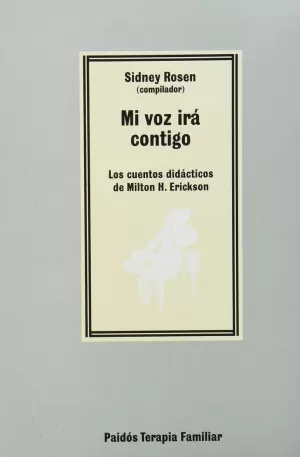 Sidney Rosen
(compilador)
Mi voz irá
contigo
Los cuentos didácticos
de Milton H. Erickson
Paidós Terapia Familiar